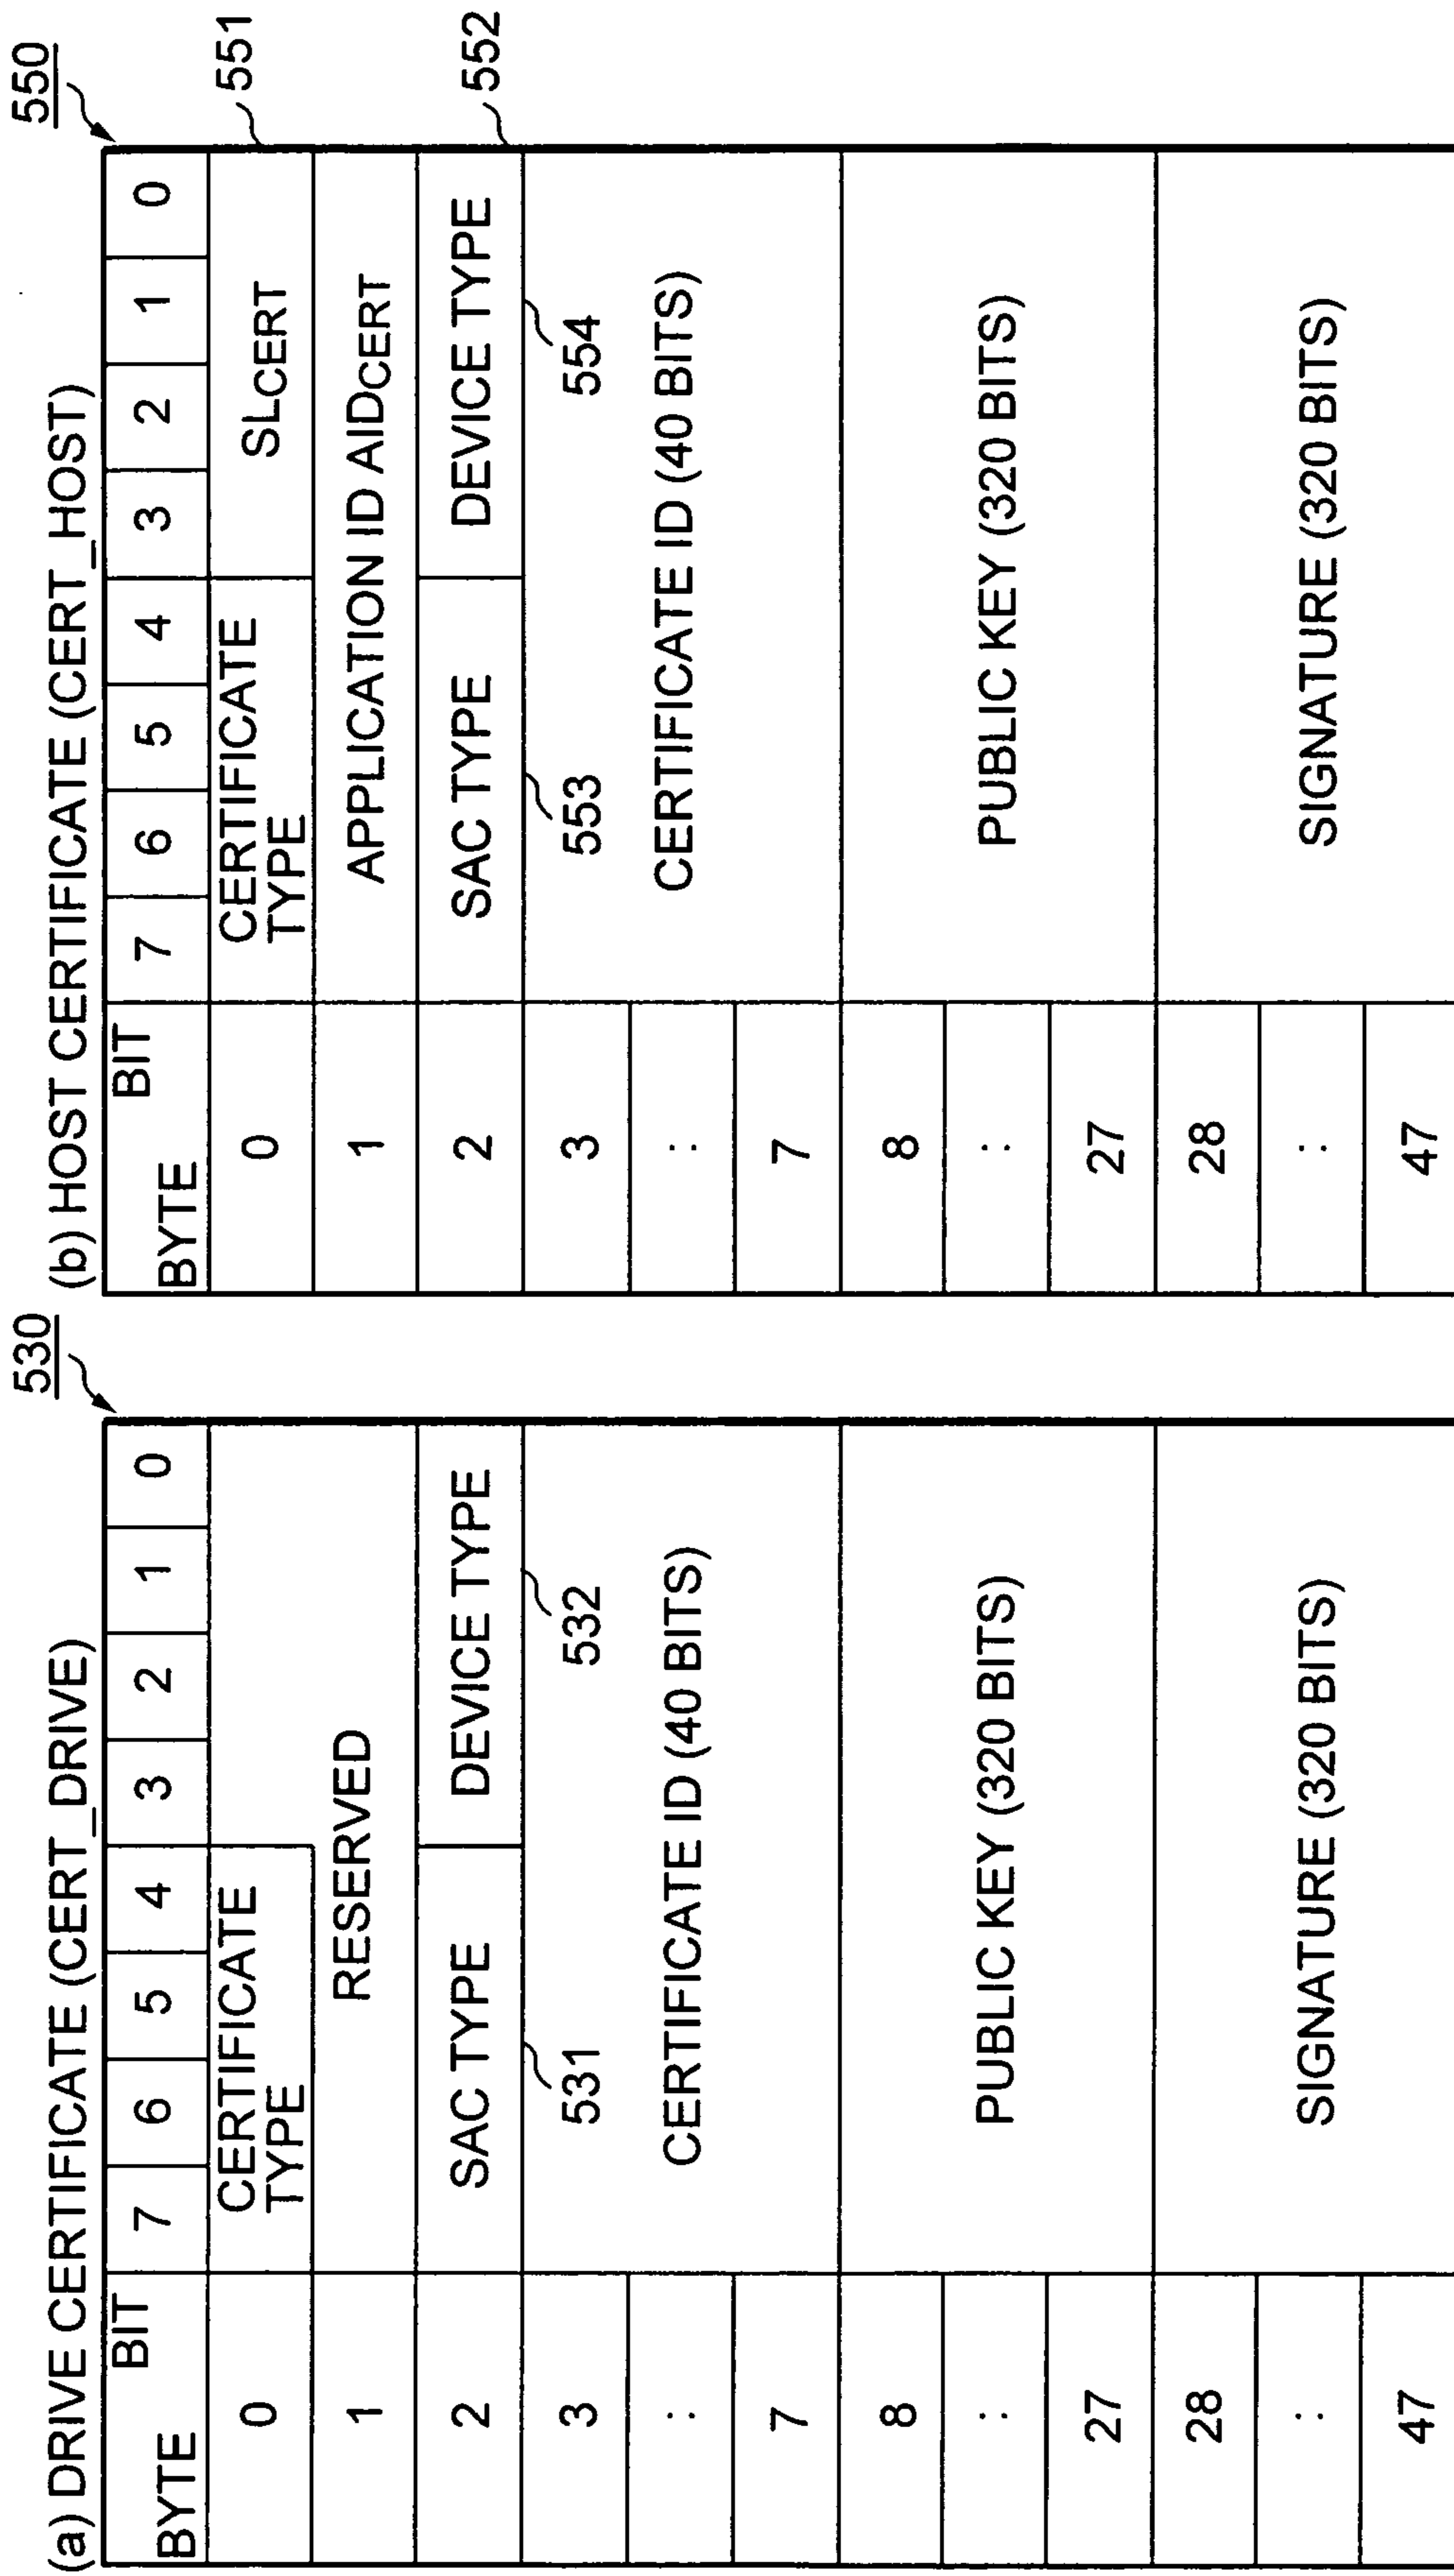 (a) DRIVE CERTIFICATE (CERT_DRIVE)
530
BIT
BYTE
7 6 5 4 3 2 1 0
0
CERTIFICATE
TYPE
1
RESERVED
2
SAC TYPE
DEVICE TYPE
531
532
3
:
7
CERTIFICATE ID (40 BITS)
8
:
27
PUBLIC KEY (320 BITS)
28
:
47
SIGNATURE (320 BITS)
(b) HOST CERTIFICATE (CERT_HOST)
550
BIT
BYTE
7 6 5 4 3 2 1 0
0
CERTIFICATE
TYPE
SLCERT
551
1
APPLICATION ID AIDCERT
552
2
SAC TYPE
DEVICE TYPE
553
554
3
:
7
CERTIFICATE ID (40 BITS)
8
:
27
PUBLIC KEY (320 BITS)
28
:
47
SIGNATURE (320 BITS)